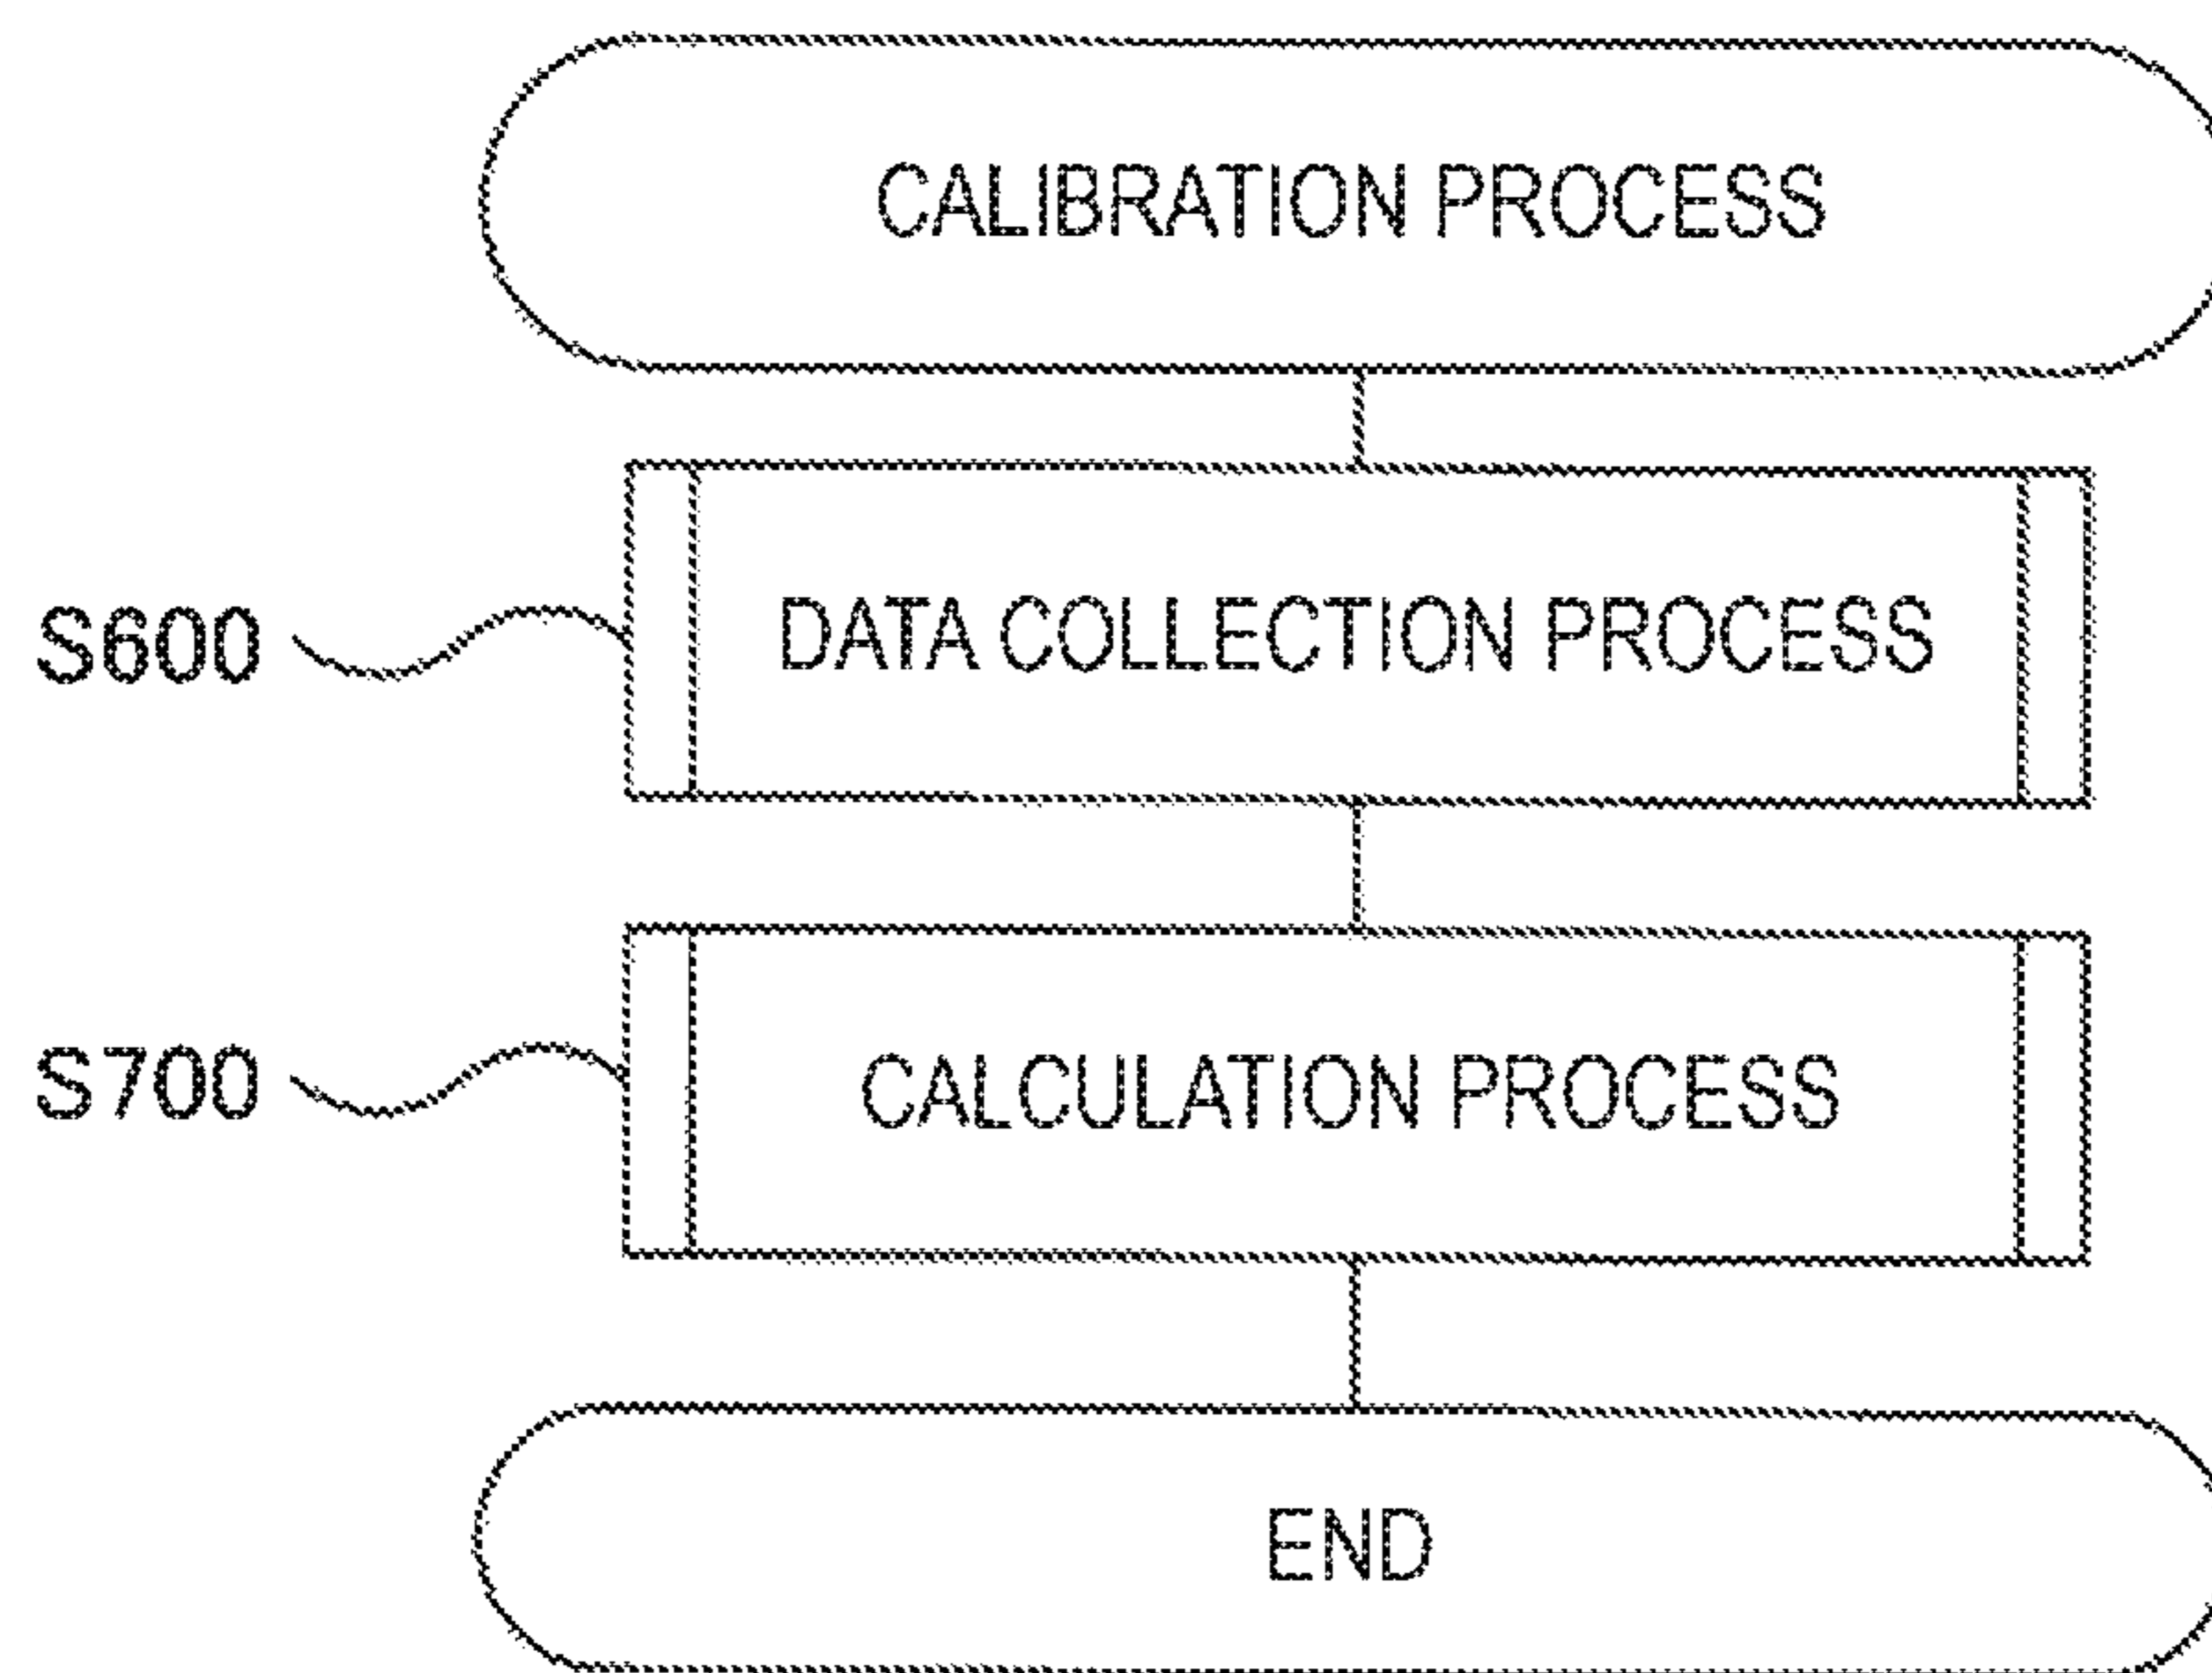 CALIBRATION PROCESS
S600 DATA COLLECTION PROCESS
S700 CALCULATION PROCESS
END